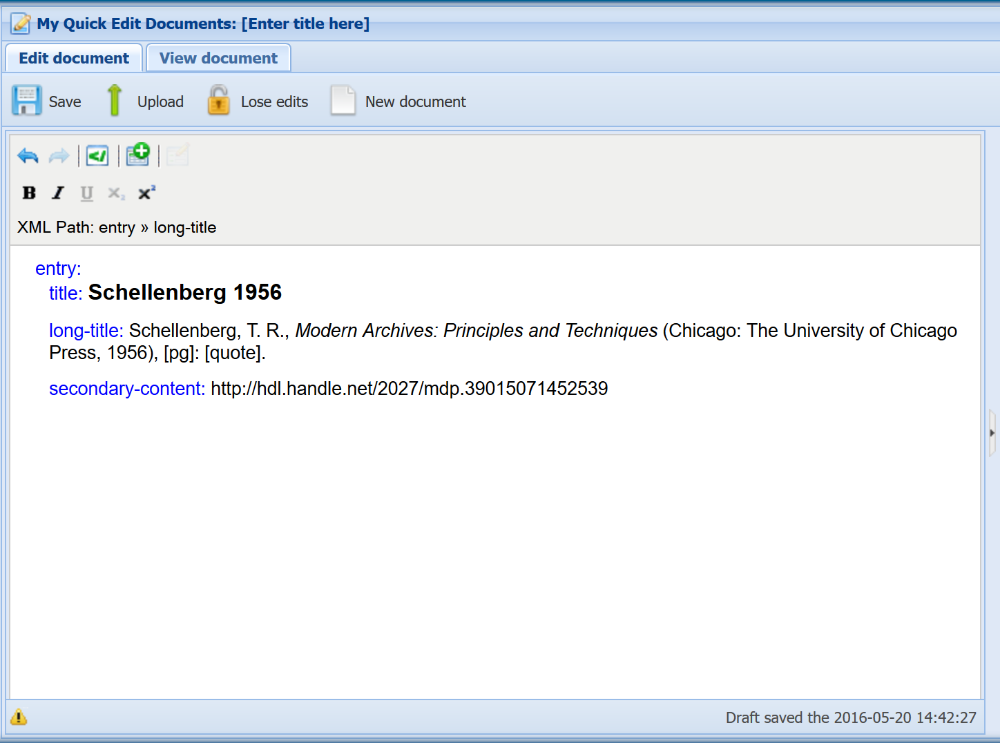 My Quick Edit Documents: [Enter title here]
Edit document View document
Save Upload Lose edits New document
B I U x₂ x²
XML Path: entry » long-title
entry:
title: Schellenberg 1956
long-title: Schellenberg, T. R., Modern Archives: Principles and Techniques (Chicago: The University of Chicago
Press, 1956), [pg]: [quote].
secondary-content: http://hdl.handle.net/2027/mdp.39015071452539
Draft saved the 2016-05-20 14:42:27